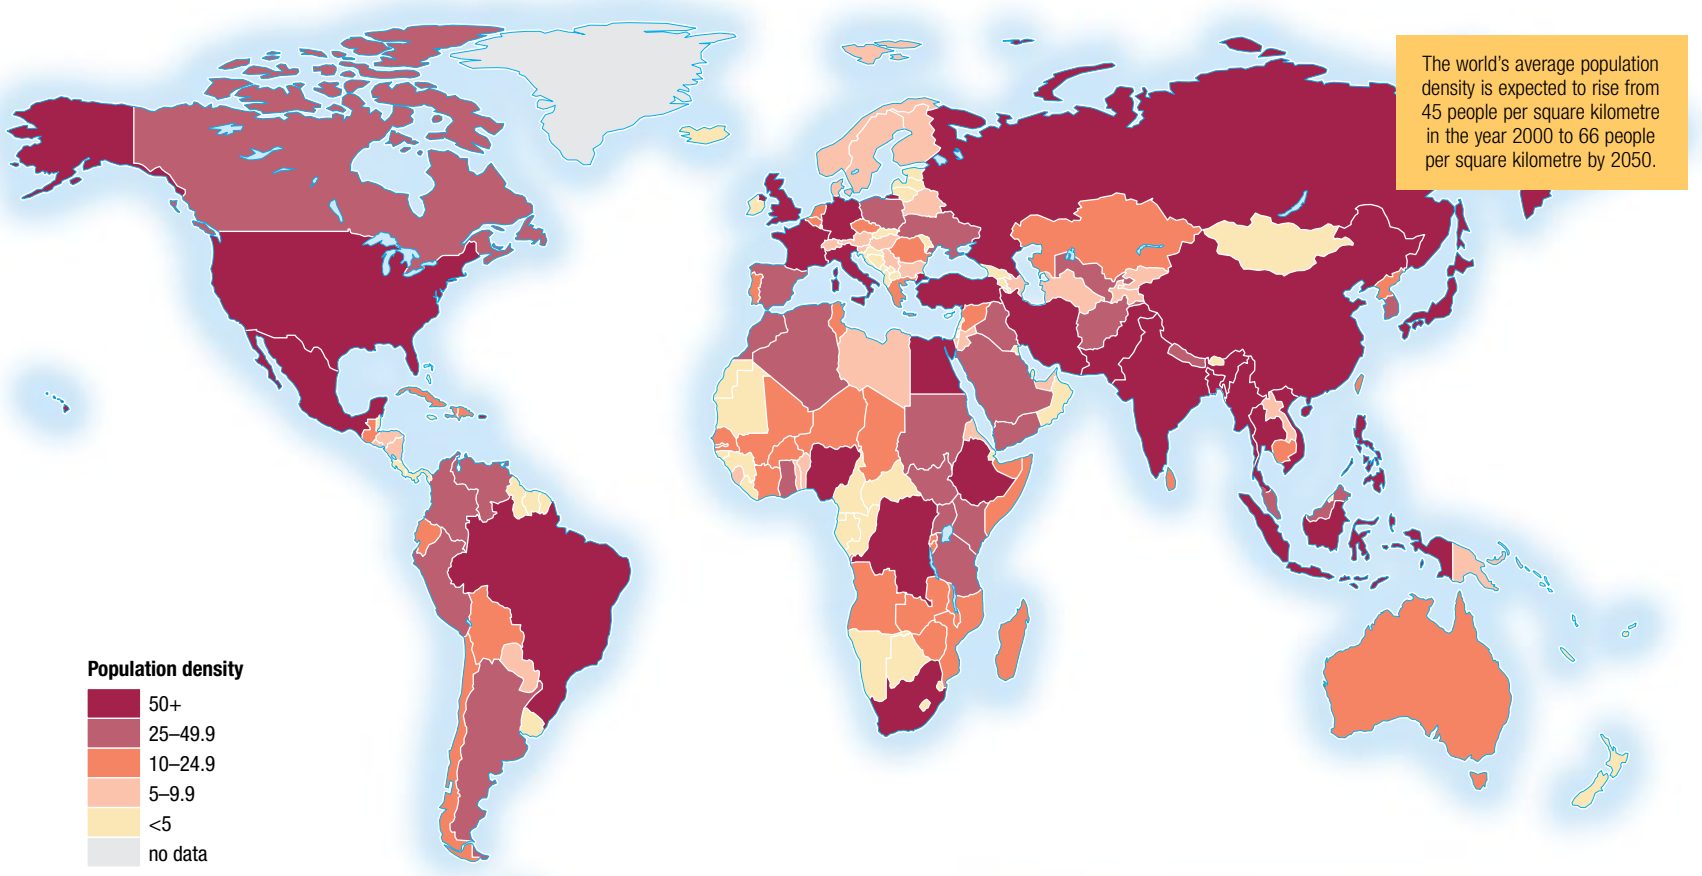 The world’s average population
density is expected to rise from
45 people per square kilometre
in the year 2000 to 66 people
per square kilometre by 2050.
Population density
50+
25–49.9
10–24.9
5–9.9
<5
no data